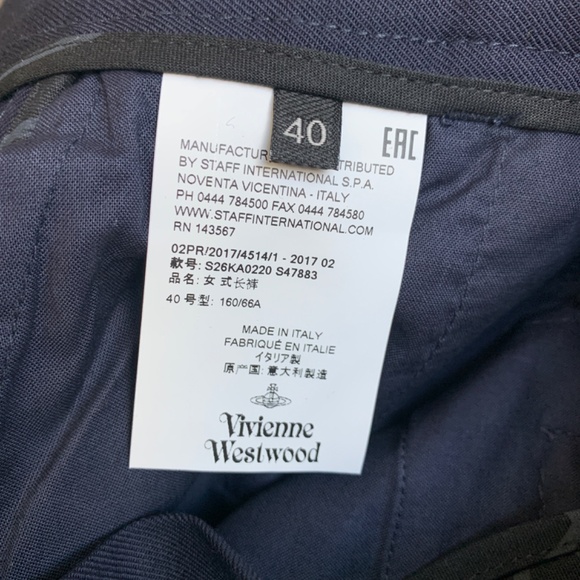 40
EAC
MANUFACTUR TRIBUTED
BY STAFF INTERNATIONAL S.P.A.
NOVENTA VICENTINA - ITALY
PH 0444 784500 FAX 0444 784580
WWW.STAFFINTERNATIONAL.COM
RN 143567
02PR/2017/4514/1 - 2017 02
款号: S26KA0220 S47883
品名: 女 式长裤
40 号型: 160/66A
MADE IN ITALY
FABRIQUÉ EN ITALIE
イタリア製
原产国: 意大利製造
Vivienne
Westwood